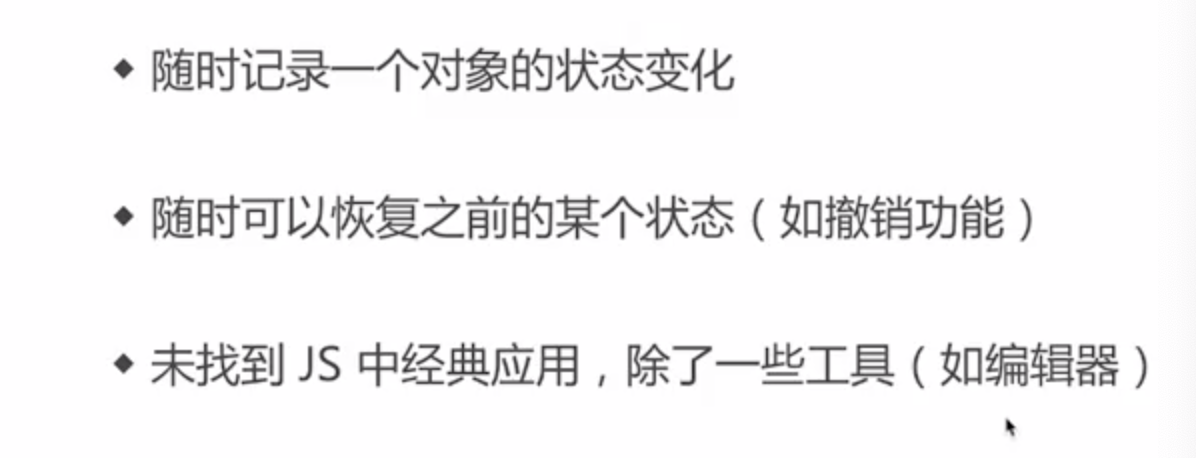 ◆ 随时记录一个对象的状态变化
◆ 随时可以恢复之前的某个状态（如撤销功能）
◆ 未找到 JS 中经典应用，除了一些工具（如编辑器）